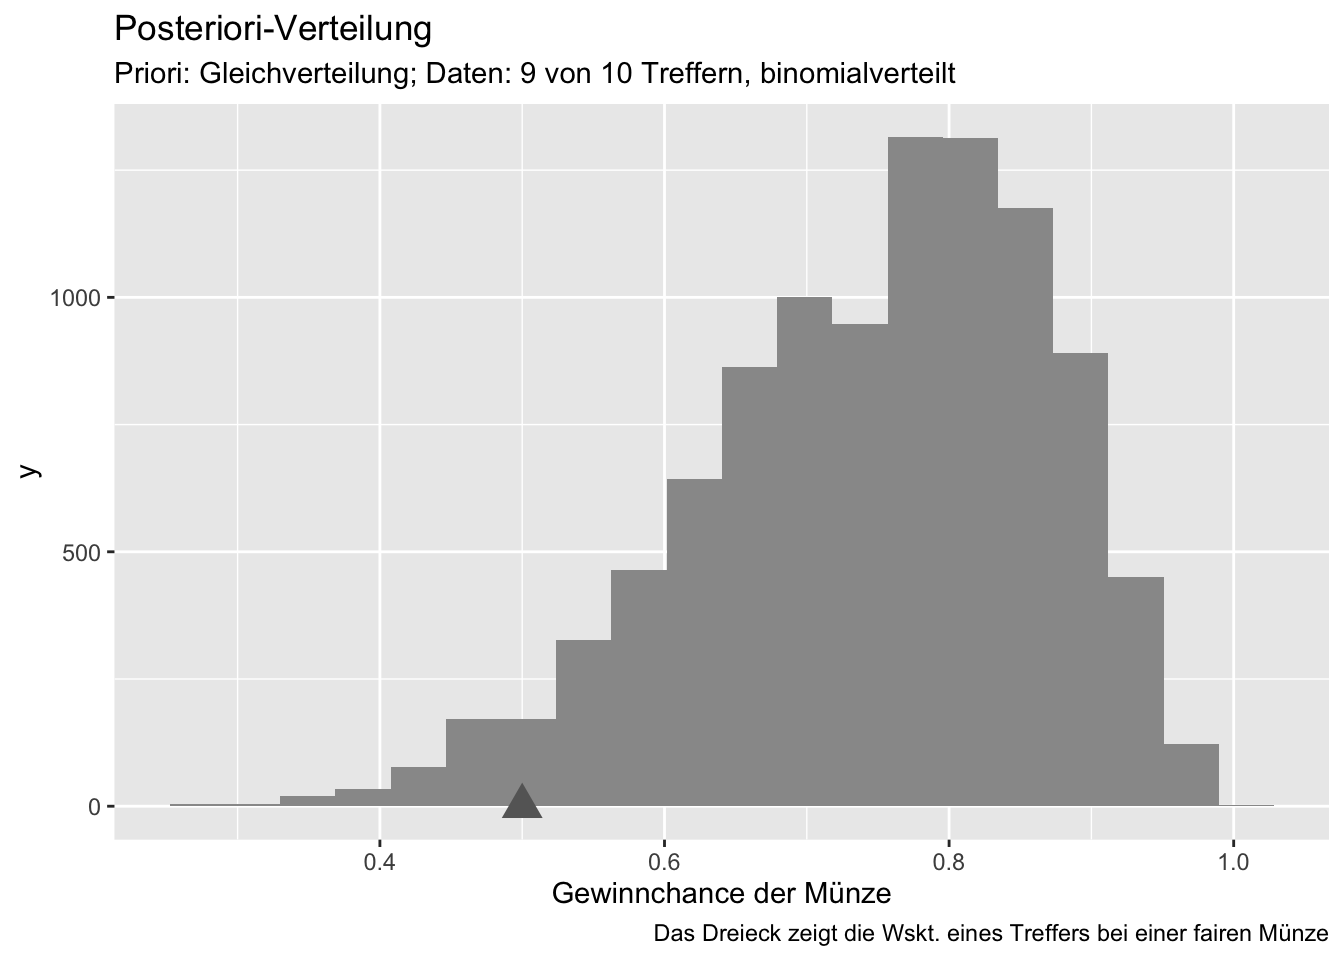 Posteriori-Verteilung
Priori: Gleichverteilung; Daten: 9 von 10 Treffern, binomialverteilt
1000
500
0
y
0.4 0.6 0.8 1.0
Gewinnchance der Münze
Das Dreieck zeigt die Wskt. eines Treffers bei einer fairen Münze